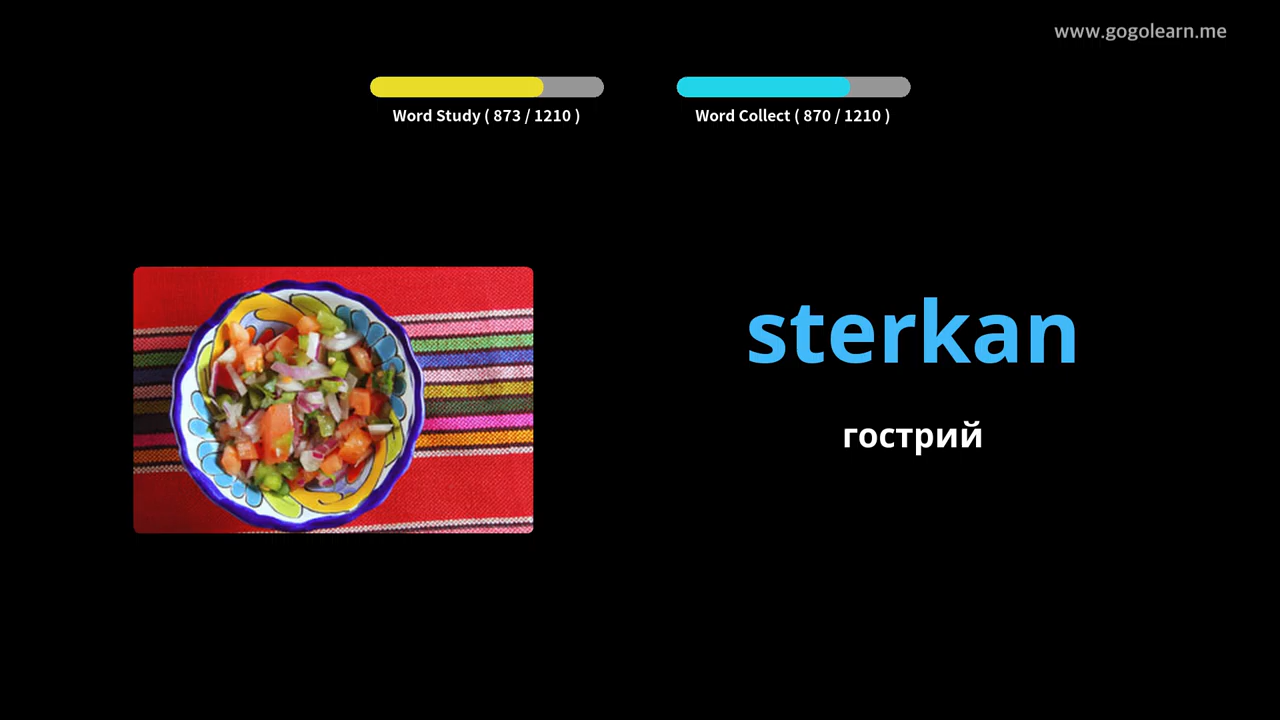 www.gogolearn.me
Word Study ( 873 / 1210 )
Word Collect ( 870 / 1210 )
sterkan
гострий